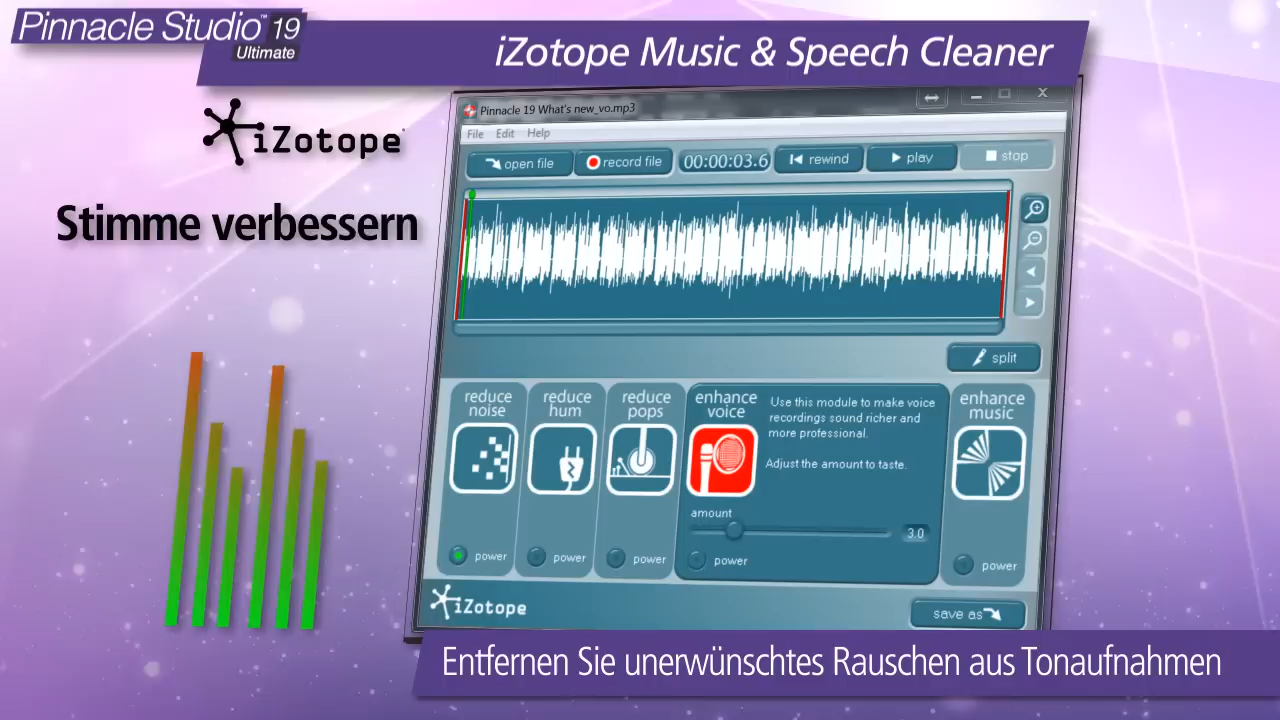 Pinnacle Studio™ 19
Ultimate
iZotope Music & Speech Cleaner
iZotope
Stimme verbessern
Pinnacle 19 What's new_vo.mp3
File Edit Help
open file record file 00:00:03.6 rewind play stop
split
reduce noise
reduce hum
reduce pops
enhance voice
Use this module to make voice
recordings sound richer and
more professional.
Adjust the amount to taste.
enhance music
amount
3.0
power power power power power
iZotope
save as
Entfernen Sie unerwünschtes Rauschen aus Tonaufnahmen